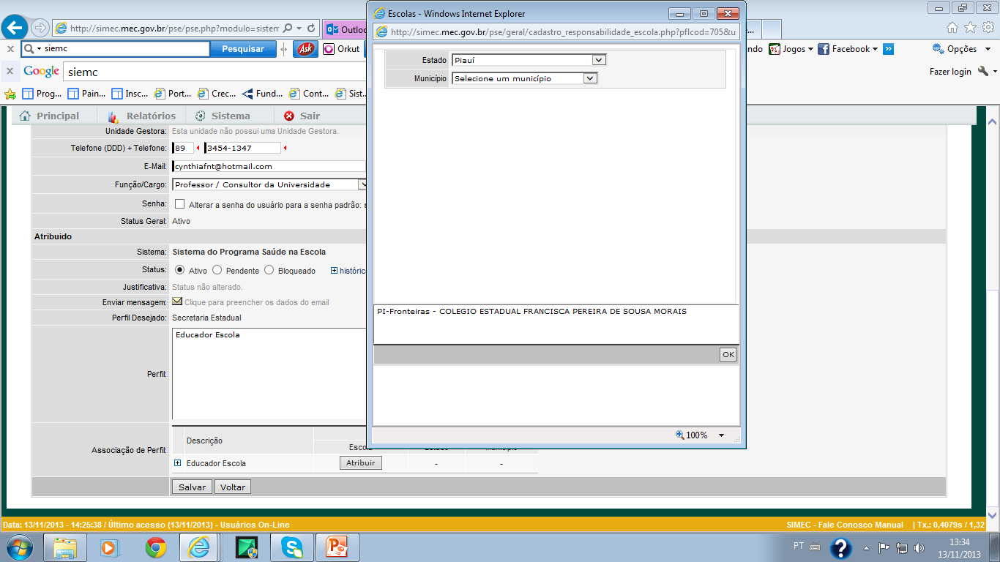 Escolas - Windows Internet Explorer
http://simec.mec.gov.br/pse/geral/cadastro_responsabilidade_escola.php?pflcod=705&u
http://simec.mec.gov.br/pse/pse.php?modulo=sistem
Outloo
e...
siemc
Pesquisar
Ask
Orkut
Jogos
Facebook
»
Opções
Google
siemc
Fazer login
Prog...
Pain...
Insc...
Port...
Crec...
Fund...
Cont...
Sist...
Principal
Relatórios
Sistema
Sair
Estado
Piauí
Município
Selecione um município
Unidade Gestora: Esta unidade não possui uma Unidade Gestora.
Telefone (DDD) + Telefone: 89 3454-1347
E-Mail: cynthiafnt@hotmail.com
Função/Cargo: Professor / Consultor da Universidade
Senha: Alterar a senha do usuário para a senha padrão: s
Status Geral: Ativo
Atribuido
Sistema: Sistema do Programa Saúde na Escola
Status: Ativo Pendente Bloqueado históric
Justificativa: Status não alterado.
Enviar mensagem: Clique para preencher os dados do email
Perfil Desejado: Secretaria Estadual
PI-Fronteiras - COLEGIO ESTADUAL FRANCISCA PEREIRA DE SOUSA MORAIS
OK
100%
Perfil: Educador Escola
Associação de Perfil:
Descrição
Educador Escola
Atribuir
-
-
Salvar
Voltar
Data: 13/11/2013 - 14:25:38 / Último acesso (13/11/2013) - Usuários On-Line
SIMEC - Fale Conosco Manual | Tx.: 0,4079s / 1,32
PT
13:34
13/11/2013